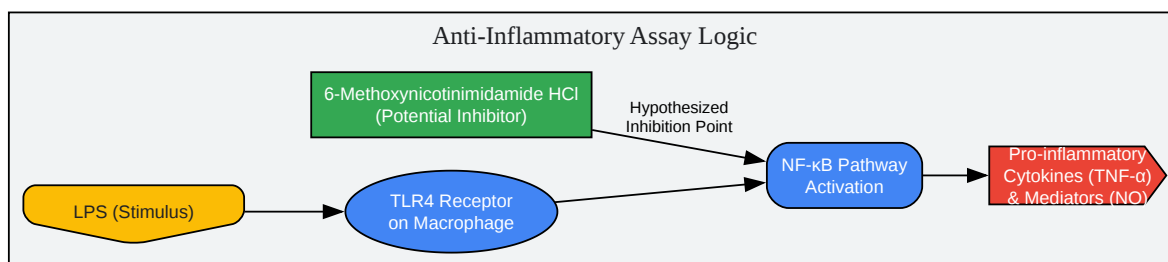 Anti-Inflammatory Assay Logic
6-Methoxynicotinimidamide HCl
(Potential Inhibitor)
Hypothesized
Inhibition Point
NF-κB Pathway
Activation
Pro-inflammatory
Cytokines (TNF-α)
& Mediators (NO)
LPS (Stimulus)
TLR4 Receptor
on Macrophage